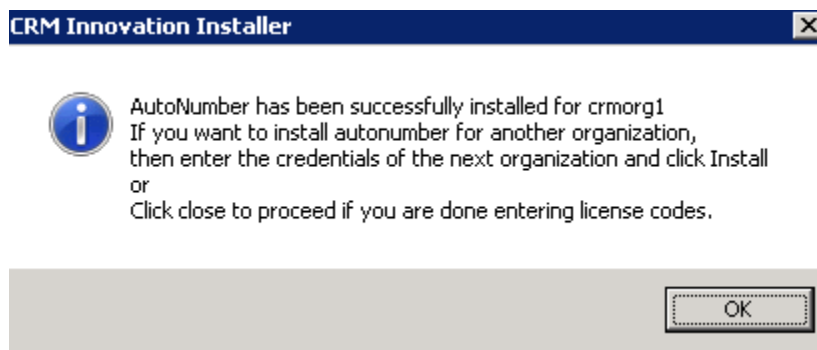 CRM Innovation Installer
AutoNumber has been successfully installed for crmorg1
If you want to install autonumber for another organization,
then enter the credentials of the next organization and click Install
or
Click close to proceed if you are done entering license codes.
OK